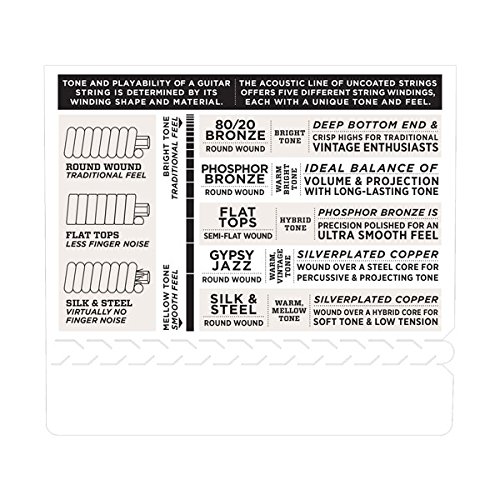 TONE AND PLAYABILITY OF A GUITAR
STRING IS DETERMINED BY ITS
WINDING SHAPE AND MATERIAL.
THE ACOUSTIC LINE OF UNCOATED STRINGS
OFFERS FIVE DIFFERENT STRING WINDINGS,
EACH WITH A UNIQUE TONE AND FEEL.
ROUND WOUND
TRADITIONAL FEEL
FLAT TOPS
LESS FINGER NOISE
SILK & STEEL
VIRTUALLY NO
FINGER NOISE
BRIGHT TONE
TRADITIONAL FEEL
MELLOW TONE
SMOOTH FEEL
80/20
BRONZE
ROUND WOUND
BRIGHT
TONE
DEEP BOTTOM END &
CRISP HIGHS FOR TRADITIONAL
VINTAGE ENTHUSIASTS
PHOSPHOR
BRONZE
ROUND WOUND
WARM,
BRIGHT
TONE
IDEAL BALANCE OF
VOLUME & PROJECTION
WITH LONG-LASTING TONE
FLAT
TOPS
SEMI-FLAT WOUND
HYBRID
TONE
PHOSPHOR BRONZE IS
PRECISION POLISHED FOR AN
ULTRA SMOOTH FEEL
GYPSY
JAZZ
ROUND WOUND
WARM,
VINTAGE
TONE
SILVERPLATED COPPER
WOUND OVER A STEEL CORE FOR
PERCUSSIVE & PROJECTING TONE
SILK &
STEEL
ROUND WOUND
WARM,
MELLOW
TONE
SILVERPLATED COPPER
WOUND OVER A HYBRID CORE FOR
SOFT TONE & LOW TENSION